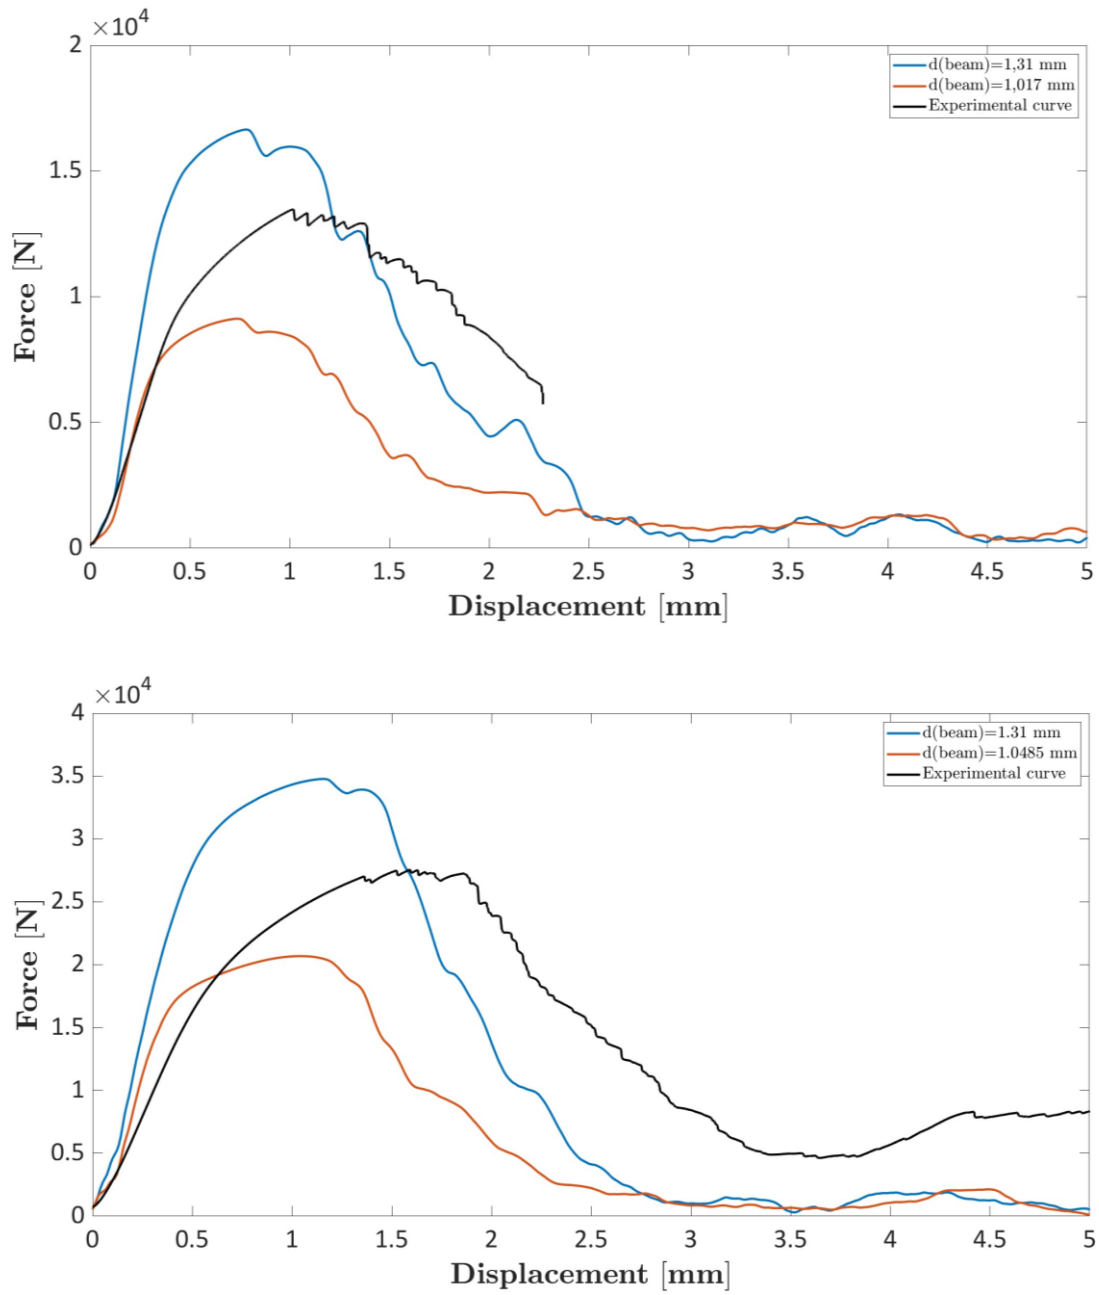 ×10⁴
2
1.5
1
0.5
0
Force [N]
d(beam)=1,31 mm
d(beam)=1,017 mm
Experimental curve
0 0.5 1 1.5 2 2.5 3 3.5 4 4.5 5
Displacement [mm]
×10⁴
4
3.5
3
2.5
2
1.5
1
0.5
0
Force [N]
d(beam)=1.31 mm
d(beam)=1.0485 mm
Experimental curve
0 0.5 1 1.5 2 2.5 3 3.5 4 4.5 5
Displacement [mm]